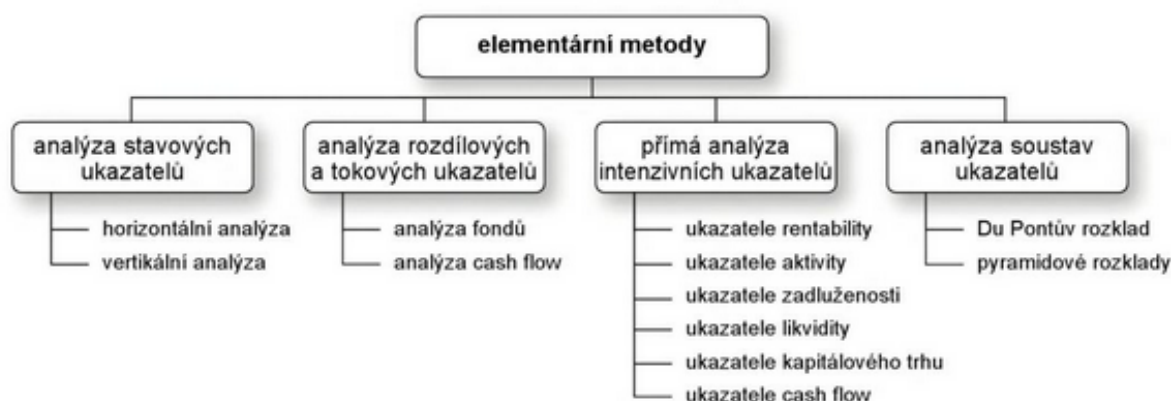 elementární metody
analýza stavových
ukazatelů
horizontální analýza
vertikální analýza
analýza rozdílových
a tokových ukazatelů
analýza fondů
analýza cash flow
přímá analýza
intenzivních ukazatelů
ukazatele rentability
ukazatele aktivity
ukazatele zadluženosti
ukazatele likvidity
ukazatele kapitálového trhu
ukazatele cash flow
analýza soustav
ukazatelů
Du Pontův rozklad
pyramidové rozklady